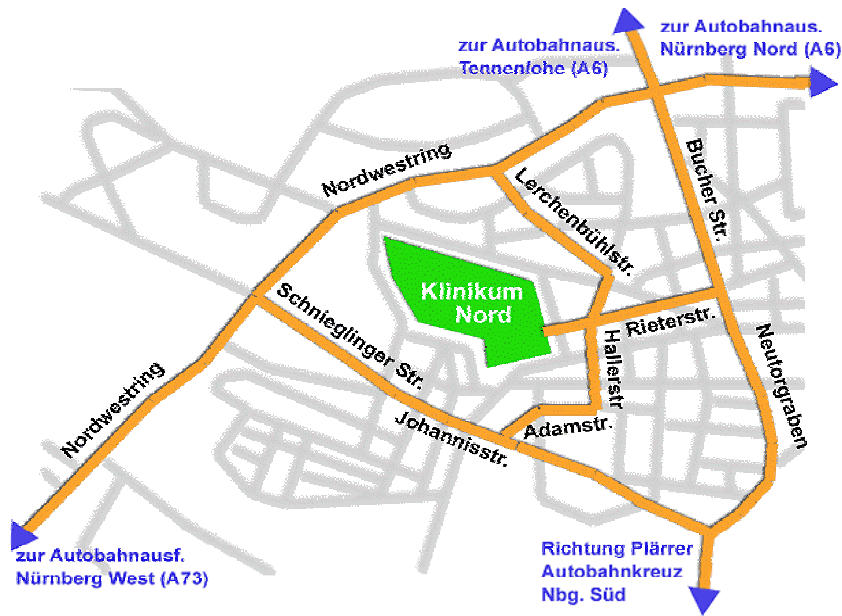 zur Autobahnaus.
Nürnberg Nord (A6)
zur Autobahnaus.
Tennenlohe (A6)
Nordwestring
Lerchenbühlstr.
Bucher Str.
Klinikum
Nord
Schnieglinger Str.
Rieterstr.
Hallerstr
Neutorgraben
Nordwestring
Johannisstr.
Adamstr.
zur Autobahnausf.
Nürnberg West (A73)
Richtung Plärrer
Autobahnkreuz
Nbg. Süd